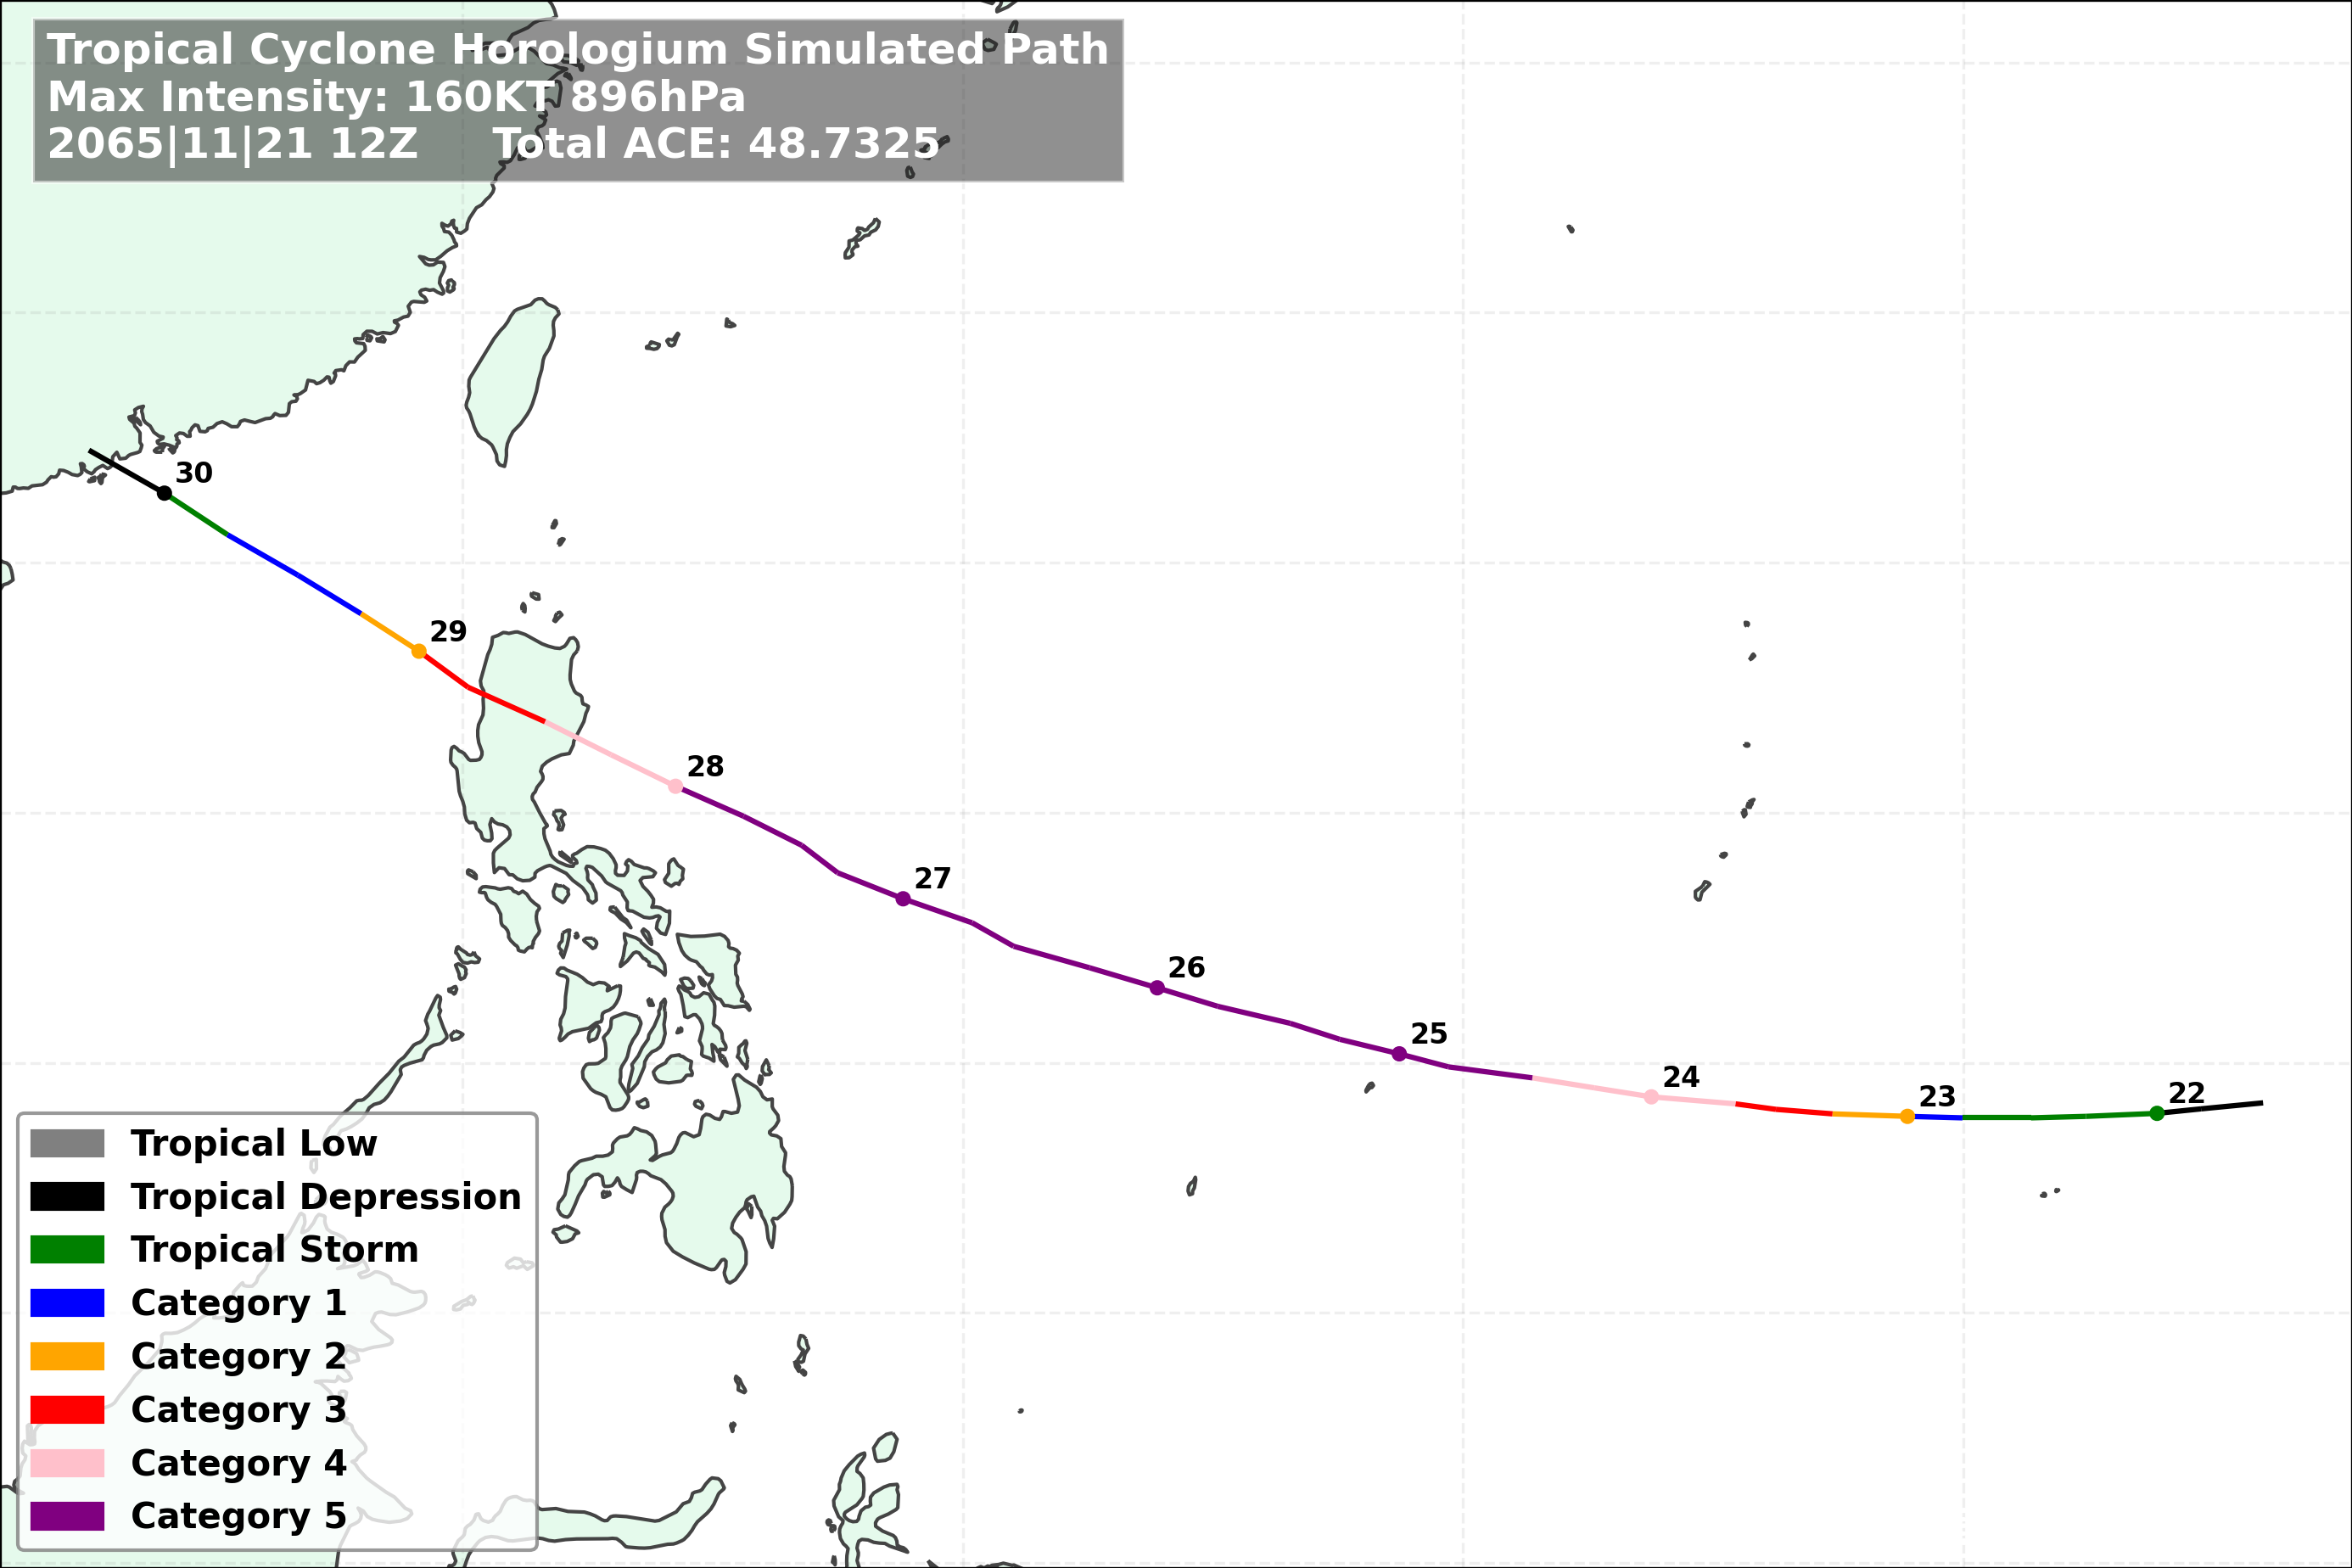 Tropical Cyclone Horologium Simulated Path
Max Intensity: 160KT 896hPa
2065|11|21 12Z     Total ACE: 48.7325
30
29
28
27
26
25
24
23
22
Tropical Low
Tropical Depression
Tropical Storm
Category 1
Category 2
Category 3
Category 4
Category 5